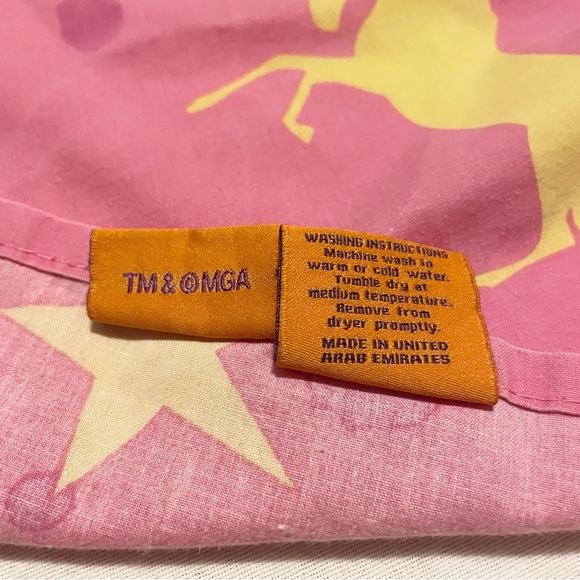 TM & ©MGA
WASHING INSTRUCTIONS
Machine wash in
warm or cold water.
Tumble dry at
medium temperature.
Remove from
dryer promptly.
MADE IN UNITED
ARAB EMIRATES